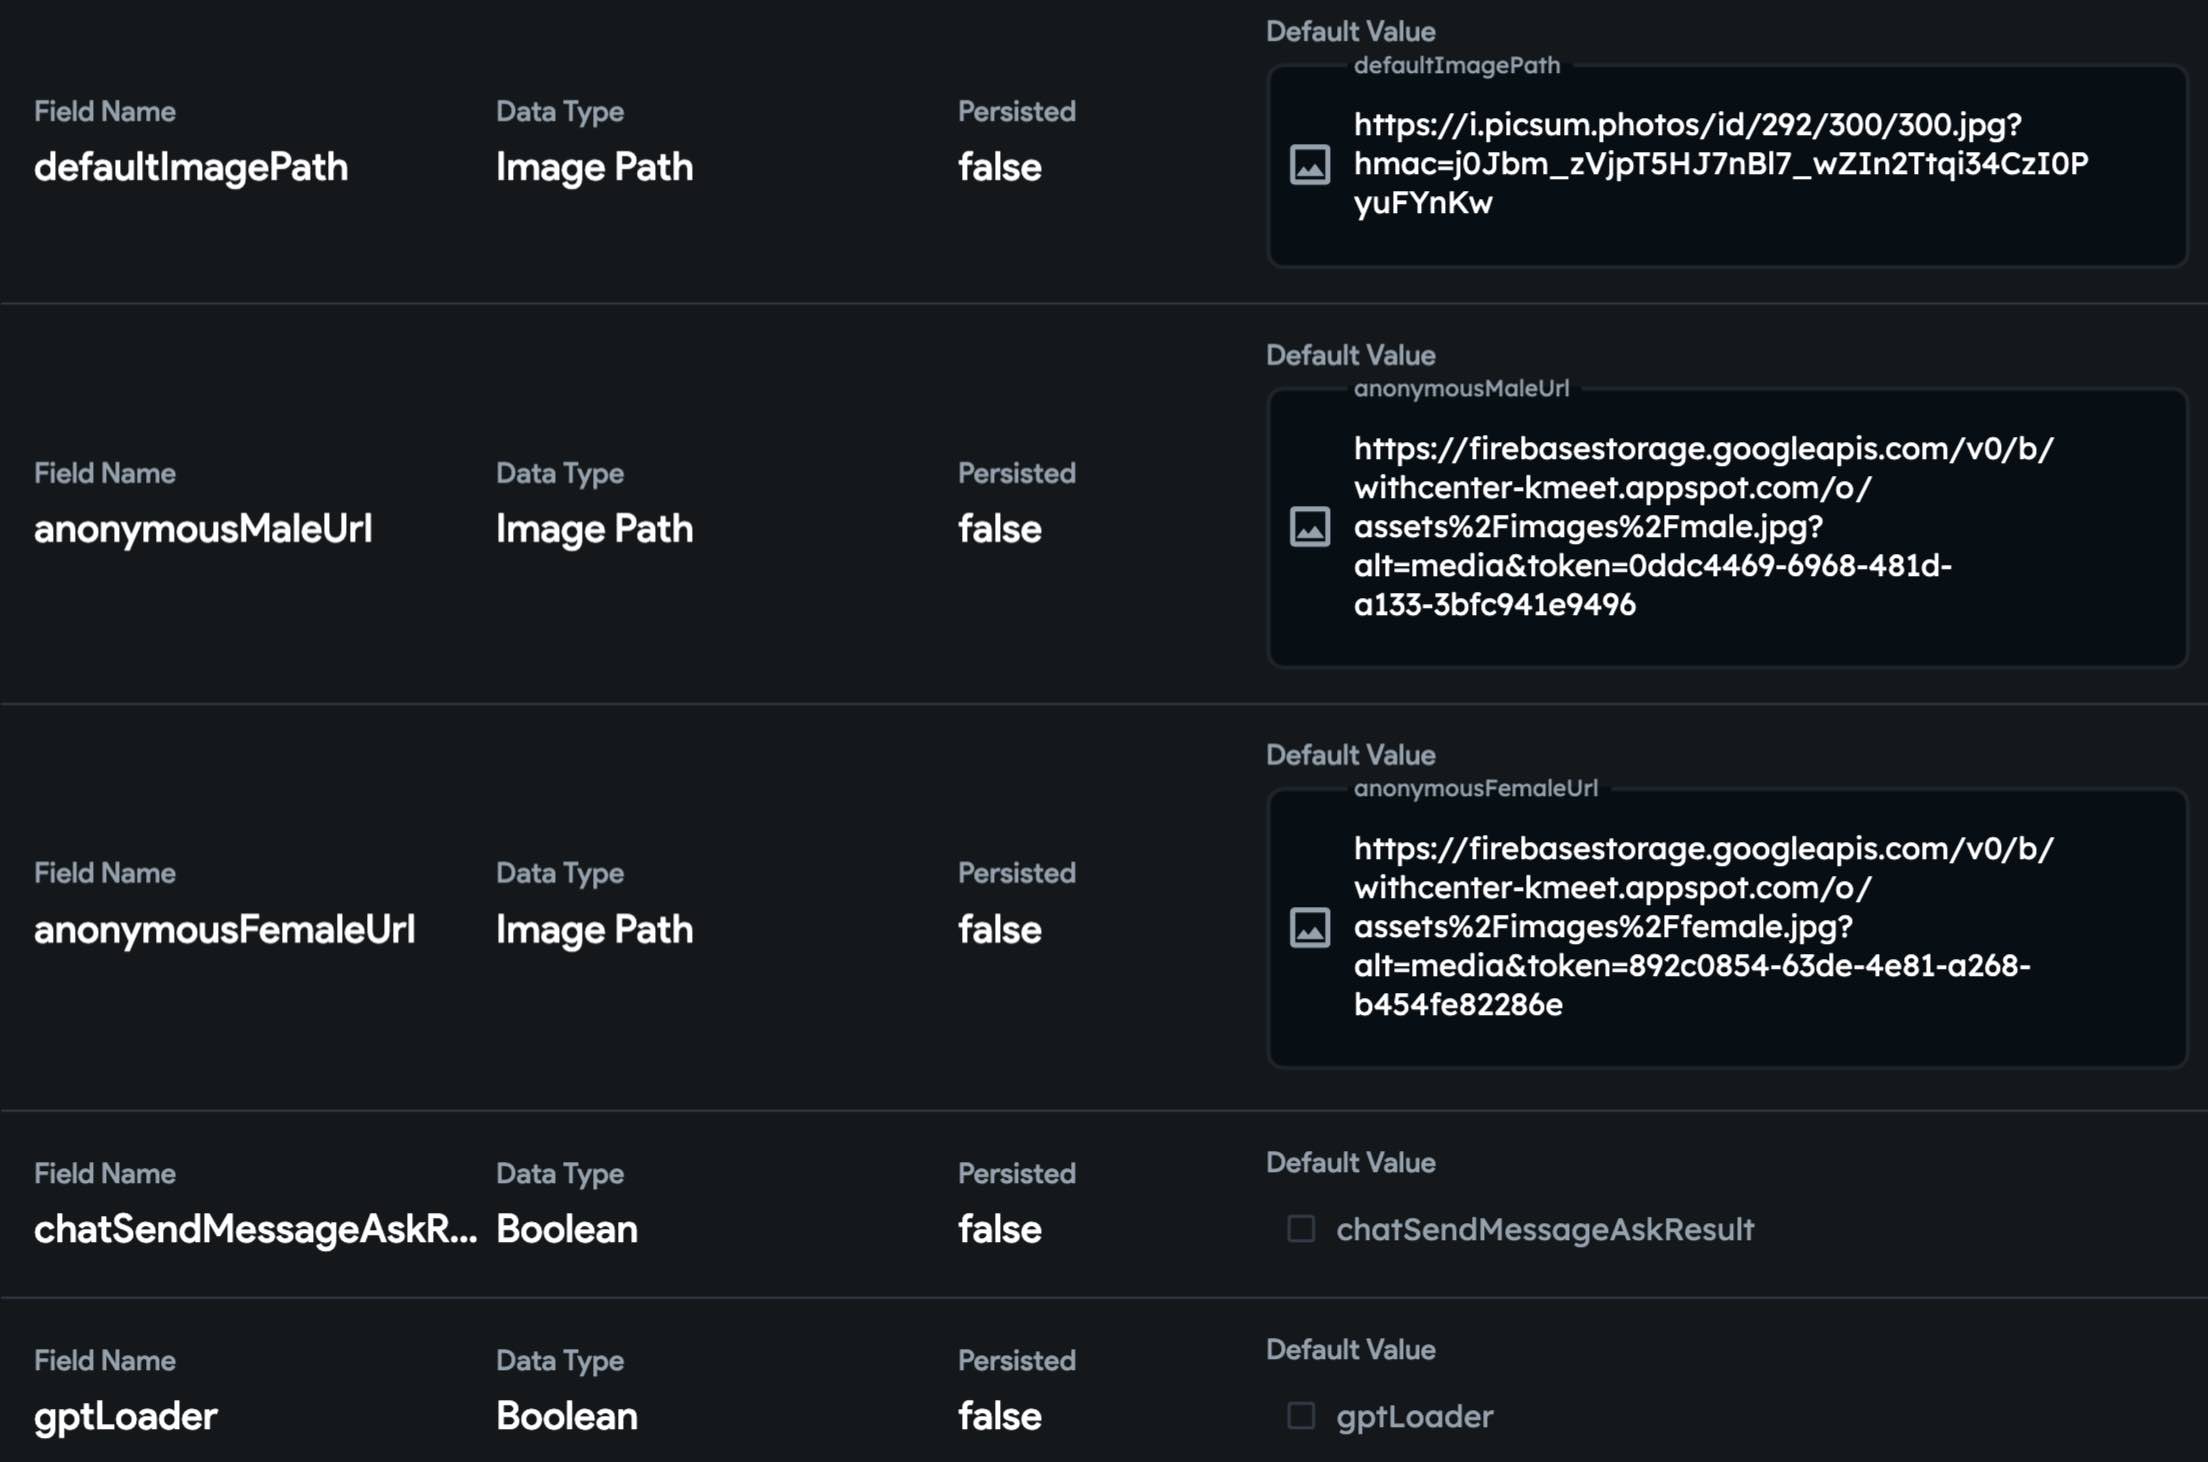 Default Value
defaultImagePath
Field Name
Data Type
Persisted
https://i.picsum.photos/id/292/300/300.jpg?
defaultImagePath
Image Path
false
hmac=j0Jbm_zVjpT5HJ7nBl7_wZIn2Ttqi34CzI0P
yuFYnKw
Default Value
anonymousMaleUrl
Field Name
Data Type
Persisted
https://firebasestorage.googleapis.com/v0/b/
withcenter-kmeet.appspot.com/o/
anonymousMaleUrl
Image Path
false
assets%2Fimages%2Fmale.jpg?
alt=media&token=0ddc4469-6968-481d-
a133-3bfc941e9496
Default Value
anonymousFemaleUrl
Field Name
Data Type
Persisted
https://firebasestorage.googleapis.com/v0/b/
withcenter-kmeet.appspot.com/o/
anonymousFemaleUrl
Image Path
false
assets%2Fimages%2Ffemale.jpg?
alt=media&token=892c0854-63de-4e81-a268-
b454fe82286e
Field Name
Data Type
Persisted
Default Value
chatSendMessageAskR...
Boolean
false
chatSendMessageAskResult
Field Name
Data Type
Persisted
Default Value
gptLoader
Boolean
false
gptLoader